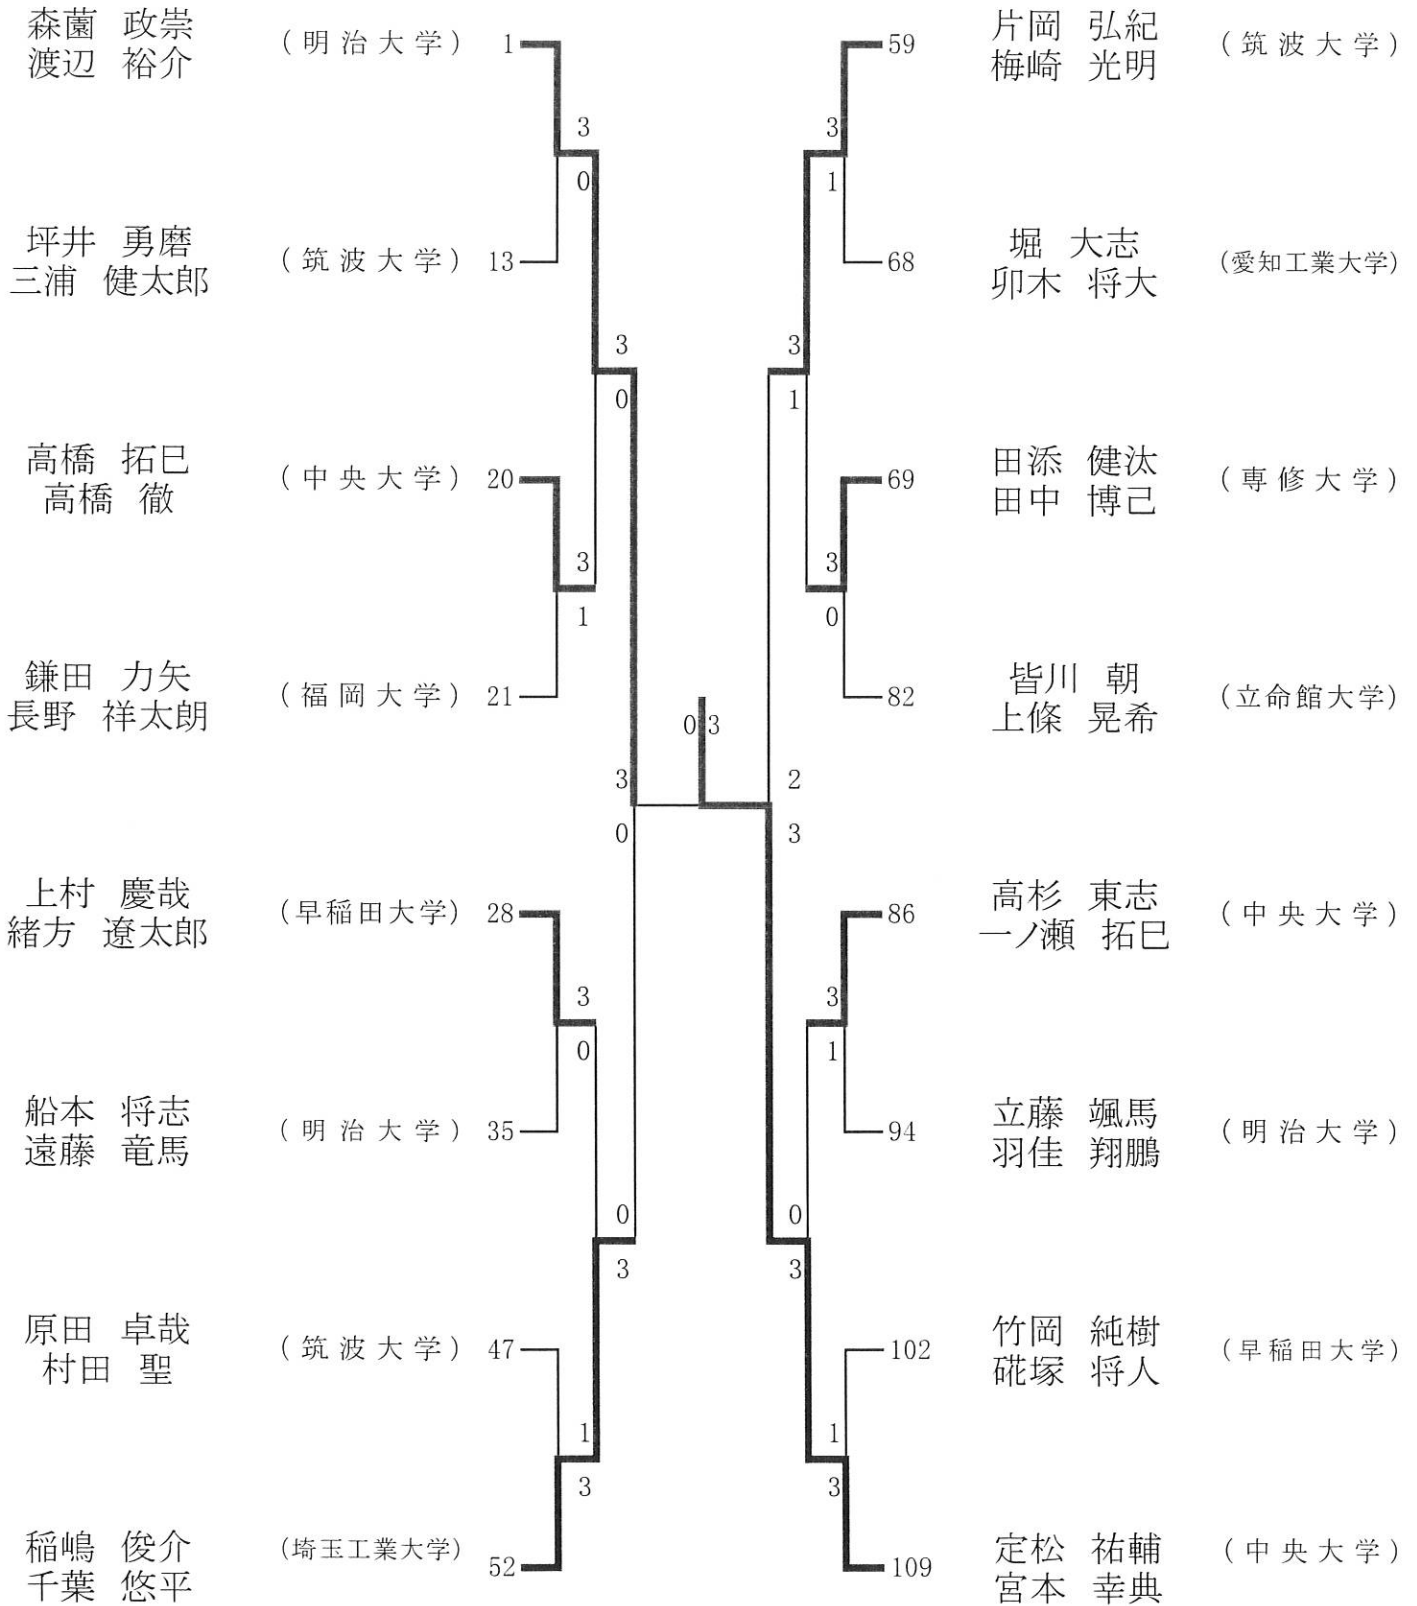 森薗 政崇
渡辺 裕介
(明治大学) 1
59
片岡 弘紀
梅崎 光明
(筑波大学)
3
0
3
1
坪井 勇磨
三浦 健太郎
(筑波大学) 13
68
堀 大志
卯木 将大
(愛知工業大学)
3
0
3
1
高橋 拓巳
高橋 徹
(中央大学) 20
69
田添 健汰
田中 博己
(専修大学)
3
1
3
0
鎌田 力矢
長野 祥太朗
(福岡大学) 21
82
皆川 朝
上條 晃希
(立命館大学)
0 3
3
0
2
3
上村 慶哉
緒方 遼太郎
(早稲田大学) 28
86
高杉 東志
一ノ瀬 拓巳
(中央大学)
3
0
3
1
船本 将志
遠藤 竜馬
(明治大学) 35
94
立藤 颯馬
羽佳 翔鵬
(明治大学)
0
3
0
3
原田 卓哉
村田 聖
(筑波大学) 47
102
竹岡 純樹
硴塚 将人
(早稲田大学)
1
3
1
3
稲嶋 俊介
千葉 悠平
(埼玉工業大学) 52
109
定松 祐輔
宮本 幸典
(中央大学)